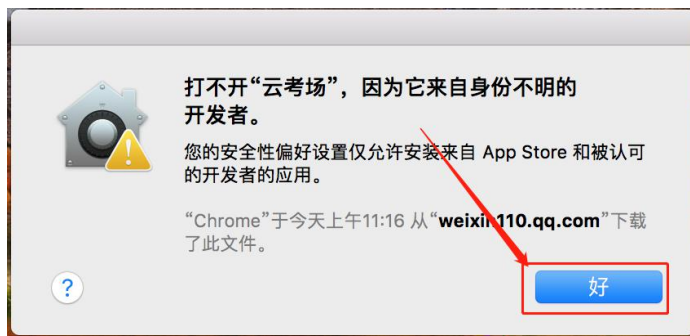 打不开“云考场”，因为它来自身份不明的
开发者。
您的安全性偏好设置仅允许安装来自 App Store 和被认可
的开发者的应用。
“Chrome”于今天上午11:16 从“weixin110.qq.com”下载
了此文件。
?
好